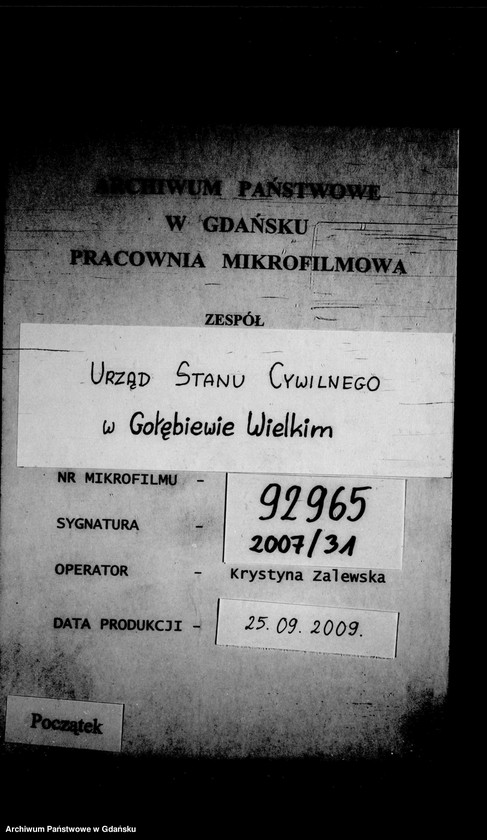 ARCHIWUM PAŃSTWOWE
W GDAŃSKU
PRACOWNIA MIKROFILMOWA
ZESPÓŁ
URZĄD STANU CYWILNEGO
w Gołębiewie Wielkim
NR MIKROFILMU - 92965
SYGNATURA - 2007/31
OPERATOR - Krystyna Zalewska
DATA PRODUKCJI - 25.09.2009.
Początek
Archiwum Państwowe w Gdańsku